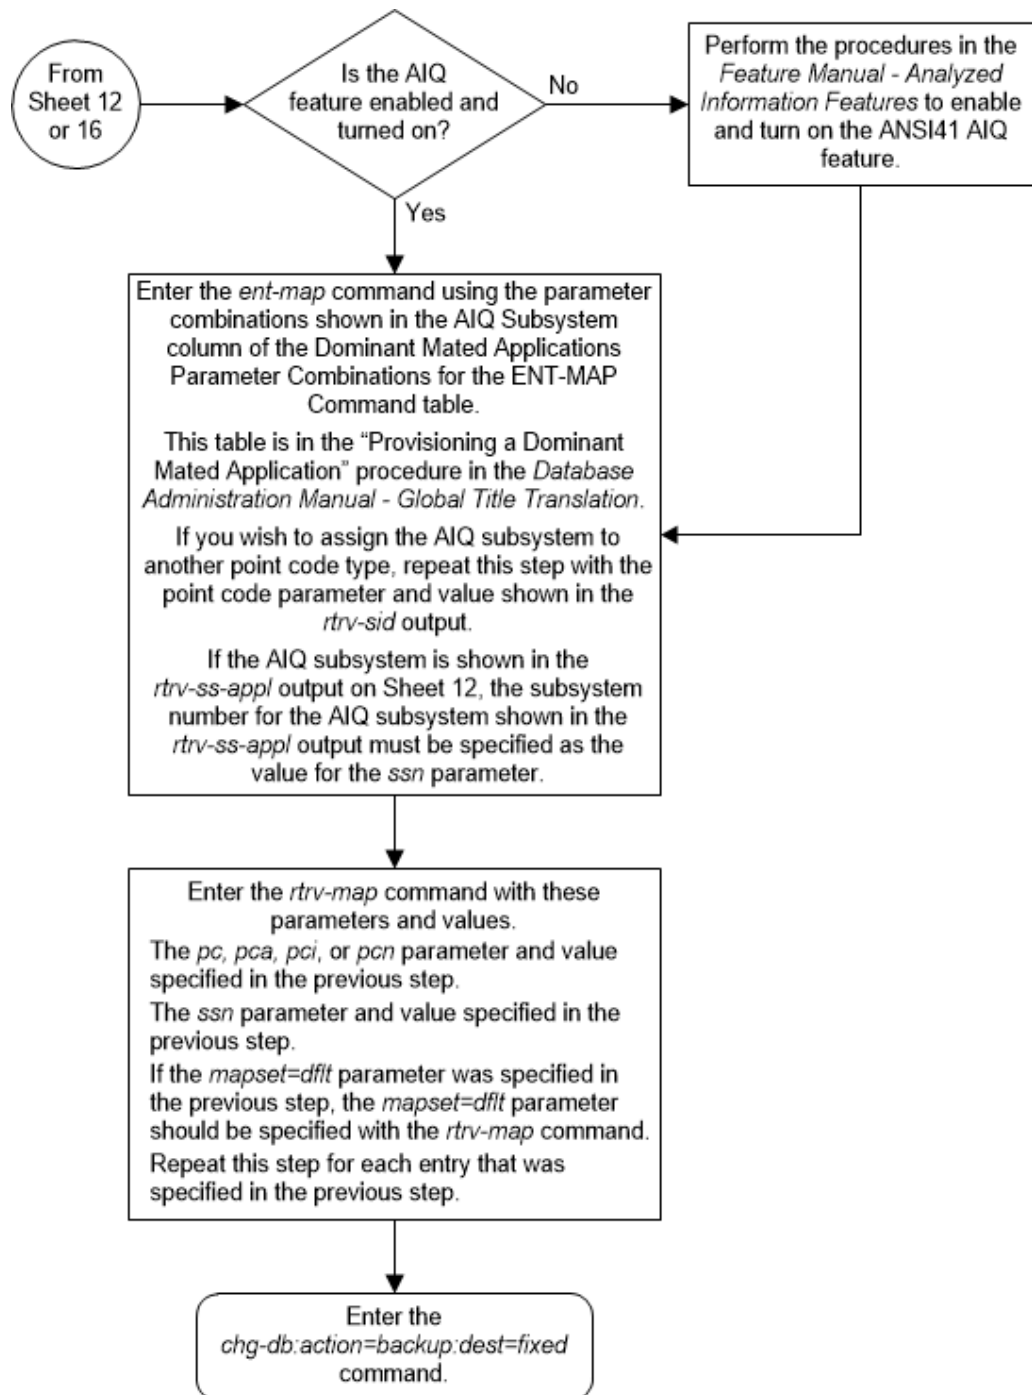 From
Sheet 12
or 16
Is the AIQ
feature enabled and
turned on?
No
Perform the procedures in the
Feature Manual - Analyzed
Information Features to enable
and turn on the ANSI41 AIQ
feature.
Yes
Enter the ent-map command using the parameter
combinations shown in the AIQ Subsystem
column of the Dominant Mated Applications
Parameter Combinations for the ENT-MAP
Command table.
This table is in the “Provisioning a Dominant
Mated Application” procedure in the Database
Administration Manual - Global Title Translation.
If you wish to assign the AIQ subsystem to
another point code type, repeat this step with the
point code parameter and value shown in the
rtrv-sid output.
If the AIQ subsystem is shown in the
rtrv-ss-appl output on Sheet 12, the subsystem
number for the AIQ subsystem shown in the
rtrv-ss-appl output must be specified as the
value for the ssn parameter.
Enter the rtrv-map command with these
parameters and values.
The pc, pca, pci, or pcn parameter and value
specified in the previous step.
The ssn parameter and value specified in the
previous step.
If the mapset=dflt parameter was specified in
the previous step, the mapset=dflt parameter
should be specified with the rtrv-map command.
Repeat this step for each entry that was
specified in the previous step.
Enter the
chg-db:action=backup:dest=fixed
command.